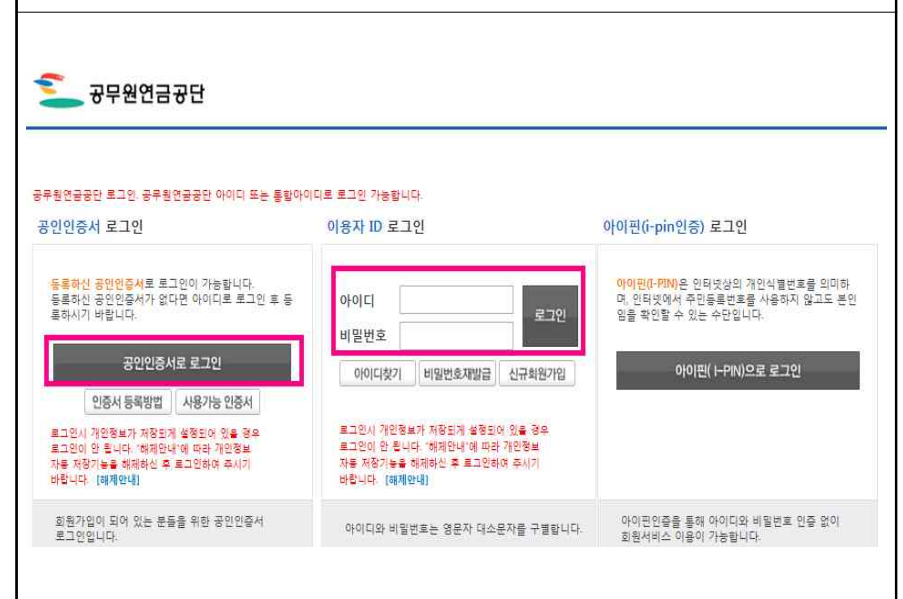 공무원연금공단
공무원연금공단 로그인. 공무원연금공단 아이디 또는 통합아이디로 로그인 가능합니다.
공인인증서 로그인
등록하신 공인인증서로 로그인이 가능합니다.
등록하신 공인인증서가 없다면 아이디로 로그인 후 등
록하시기 바랍니다.
공인인증서로 로그인
인증서 등록방법 사용가능 인증서
로그인시 개인정보가 저장되게 설정되어 있을 경우
로그인이 안 됩니다. '해제안내'에 따라 개인정보
자동 저장기능을 해제하신 후 로그인하여 주시기
바랍니다. [해제안내]
회원가입이 되어 있는 분들을 위한 공인인증서
로그인입니다.
이용자 ID 로그인
아이디
비밀번호
로그인
아이디찾기 비밀번호재발급 신규회원가입
로그인시 개인정보가 저장되게 설정되어 있을 경우
로그인이 안 됩니다. '해제안내'에 따라 개인정보
자동 저장기능을 해제하신 후 로그인하여 주시기
바랍니다. [해제안내]
아이디와 비밀번호는 영문자 대소문자를 구별합니다.
아이핀(i-pin인증) 로그인
아이핀(I-PIN)은 인터넷상의 개인식별번호를 의미하
며, 인터넷에서 주민등록번호를 사용하지 않고도 본인
임을 확인할 수 있는 수단입니다.
아이핀( I-PIN)으로 로그인
아이핀인증을 통해 아이디와 비밀번호 인증 없이
회원서비스 이용이 가능합니다.